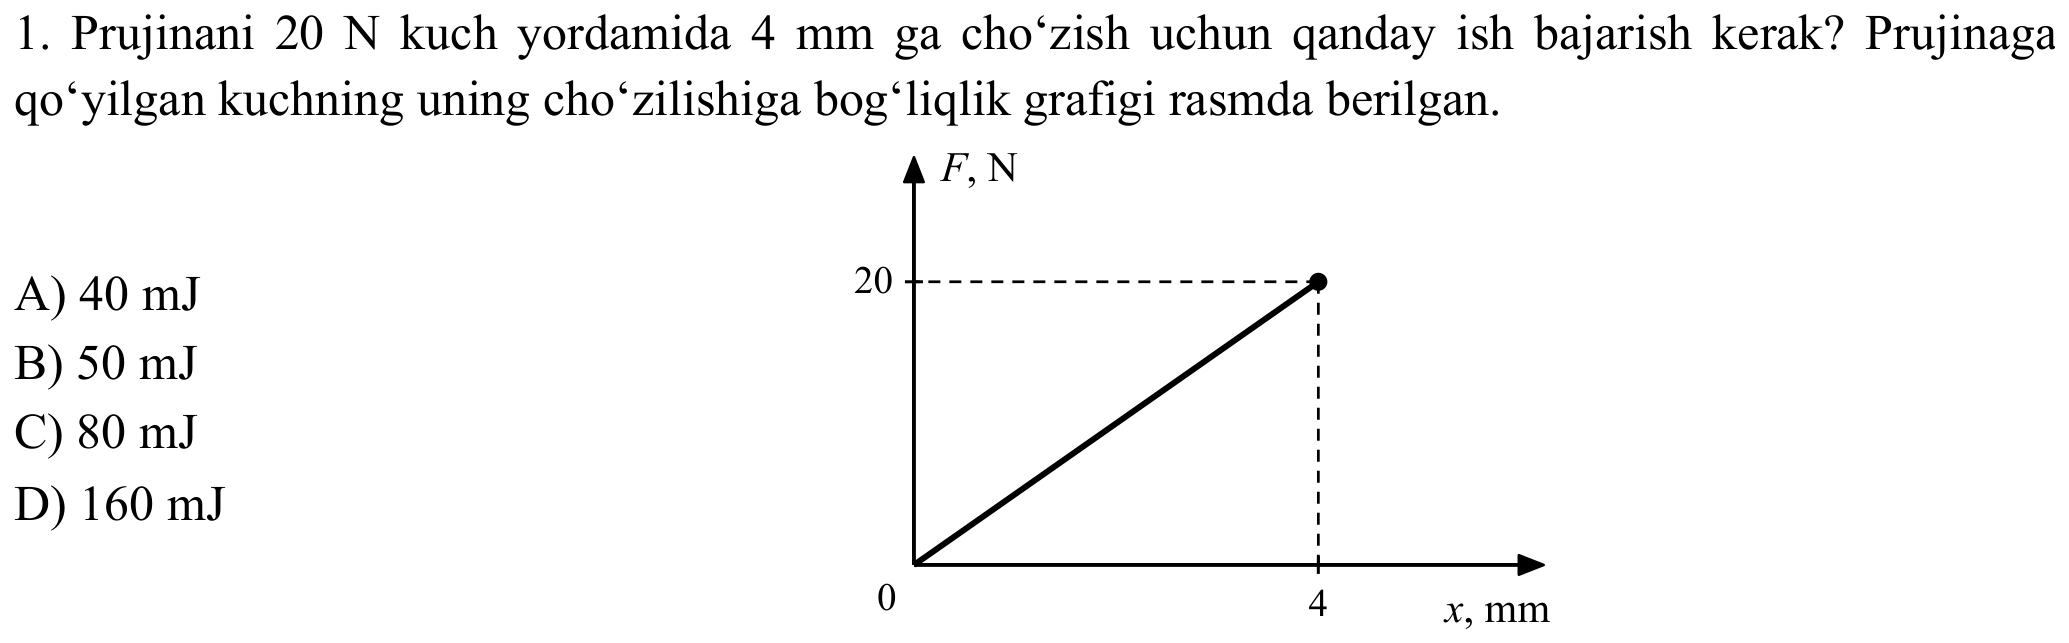 1. Prujinani 20 N kuch yordamida 4 mm ga cho‘zish uchun qanday ish bajarish kerak? Prujinaga
qo‘yilgan kuchning uning cho‘zilishiga bog‘liqlik grafigi rasmda berilgan.
F, N
20
A) 40 mJ
B) 50 mJ
C) 80 mJ
D) 160 mJ
0
4
x, mm